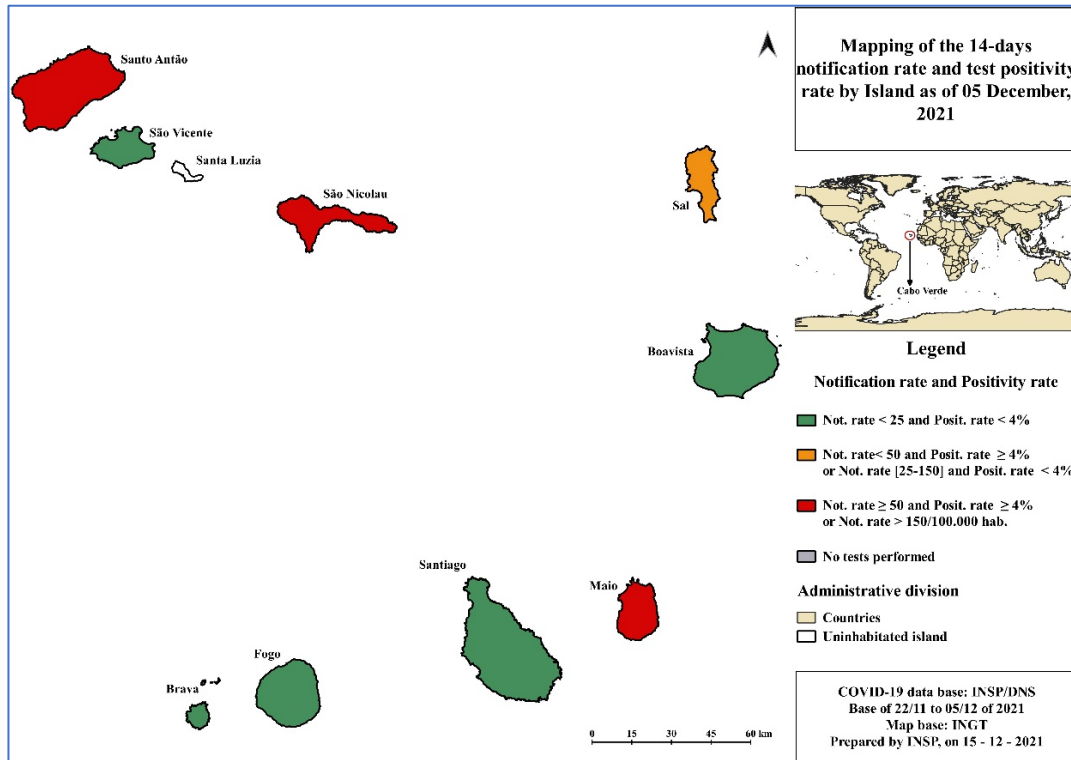 Mapping of the 14-days
notification rate and test positivity
rate by Island as of 05 December,
2021
Santo Antão
São Vicente
Santa Luzia
São Nicolau
Sal
Boavista
Cabo Verde
Legend
Notification rate and Positivity rate
Not. rate < 25 and Posit. rate < 4%
Not. rate< 50 and Posit. rate ≥ 4%
or Not. rate [25-150] and Posit. rate < 4%
Not. rate ≥ 50 and Posit. rate ≥ 4%
or Not. rate > 150/100.000 hab.
No tests performed
Administrative division
Countries
Uninhabitated island
Santiago
Maio
Fogo
Brava
0 15 30 45 60 km
COVID-19 data base: INSP/DNS
Base of 22/11 to 05/12 of 2021
Map base: INGT
Prepared by INSP, on 15 - 12 - 2021